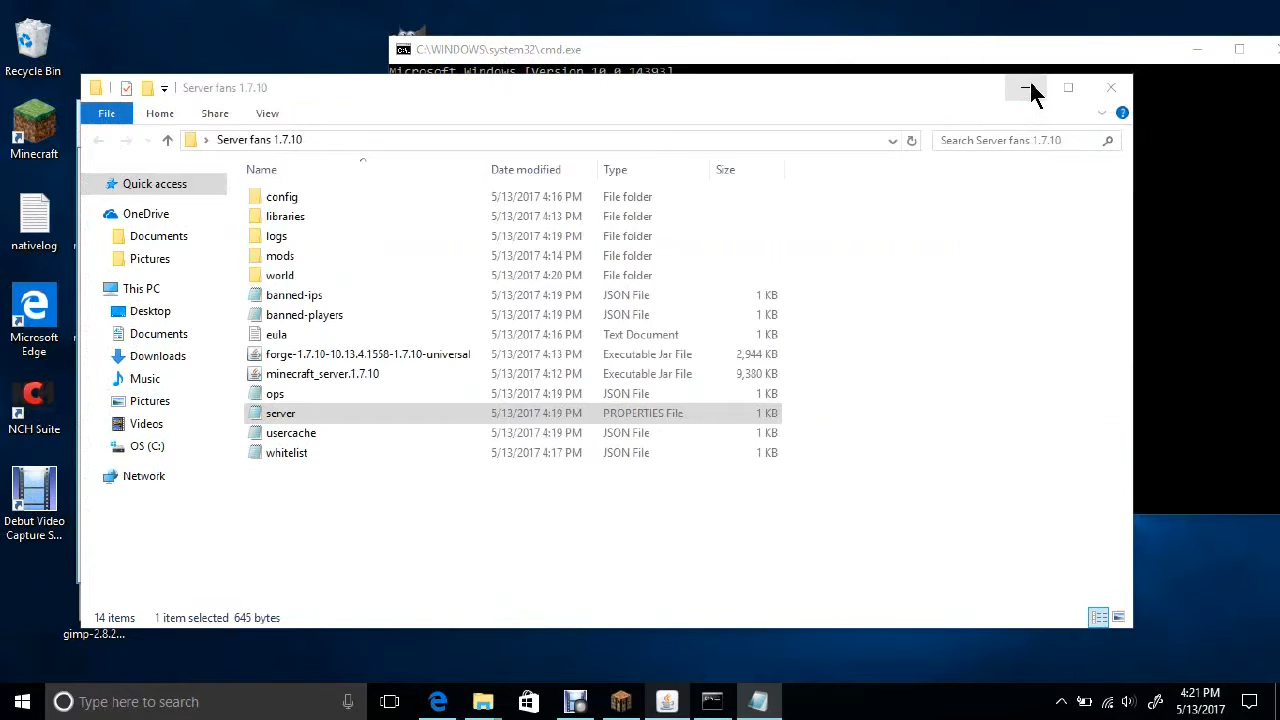 Recycle Bin
C:\WINDOWS\system32\cmd.exe
Microsoft Windows [Version 10.0.14393]
Server fans 1.7.10
File Home Share View
Server fans 1.7.10
Search Server fans 1.7.10
Minecraft
nativelog
Microsoft
Edge
NCH Suite
Debut Video
Capture S...
gimp-2.8.2...
Quick access
OneDrive
Documents
Pictures
This PC
Desktop
Documents
Downloads
Music
Pictures
Videos
OS (C:)
Network
Name Date modified Type Size
config 5/13/2017 4:16 PM File folder
libraries 5/13/2017 4:13 PM File folder
logs 5/13/2017 4:19 PM File folder
mods 5/13/2017 4:14 PM File folder
world 5/13/2017 4:20 PM File folder
banned-ips 5/13/2017 4:19 PM JSON File 1 KB
banned-players 5/13/2017 4:19 PM JSON File 1 KB
eula 5/13/2017 4:16 PM Text Document 1 KB
forge-1.7.10-10.13.4.1558-1.7.10-universal 5/13/2017 4:13 PM Executable Jar File 2,944 KB
minecraft_server.1.7.10 5/13/2017 4:12 PM Executable Jar File 9,380 KB
ops 5/13/2017 4:19 PM JSON File 1 KB
server 5/13/2017 4:19 PM PROPERTIES File 1 KB
usercache 5/13/2017 4:19 PM JSON File 1 KB
whitelist 5/13/2017 4:17 PM JSON File 1 KB
14 items 1 item selected 645 bytes
Type here to search
4:21 PM
5/13/2017